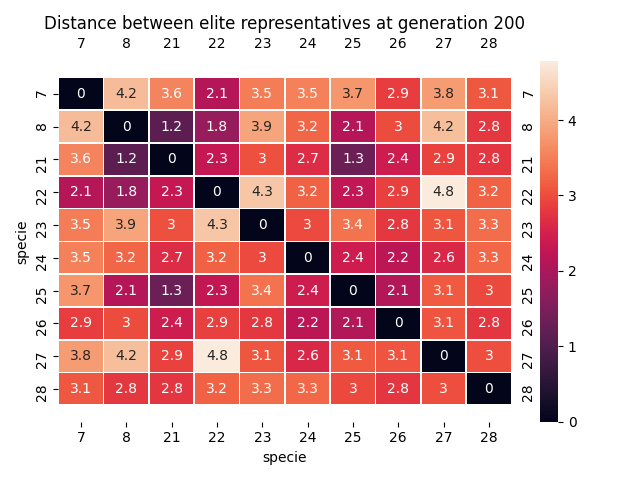 Distance between elite representatives at generation 200
7 8 21 22 23 24 25 26 27 28
7 0 4.2 3.6 2.1 3.5 3.5 3.7 2.9 3.8 3.1 7
8 4.2 0 1.2 1.8 3.9 3.2 2.1 3 4.2 2.8 8
21 3.6 1.2 0 2.3 3 2.7 1.3 2.4 2.9 2.8 21
22 2.1 1.8 2.3 0 4.3 3.2 2.3 2.9 4.8 3.2 22
23 3.5 3.9 3 4.3 0 3 3.4 2.8 3.1 3.3 23
24 3.5 3.2 2.7 3.2 3 0 2.4 2.2 2.6 3.3 24
25 3.7 2.1 1.3 2.3 3.4 2.4 0 2.1 3.1 3 25
26 2.9 3 2.4 2.9 2.8 2.2 2.1 0 3.1 2.8 26
27 3.8 4.2 2.9 4.8 3.1 2.6 3.1 3.1 0 3 27
28 3.1 2.8 2.8 3.2 3.3 3.3 3 2.8 3 0 28
7 8 21 22 23 24 25 26 27 28
specie
specie
4
3
2
1
0